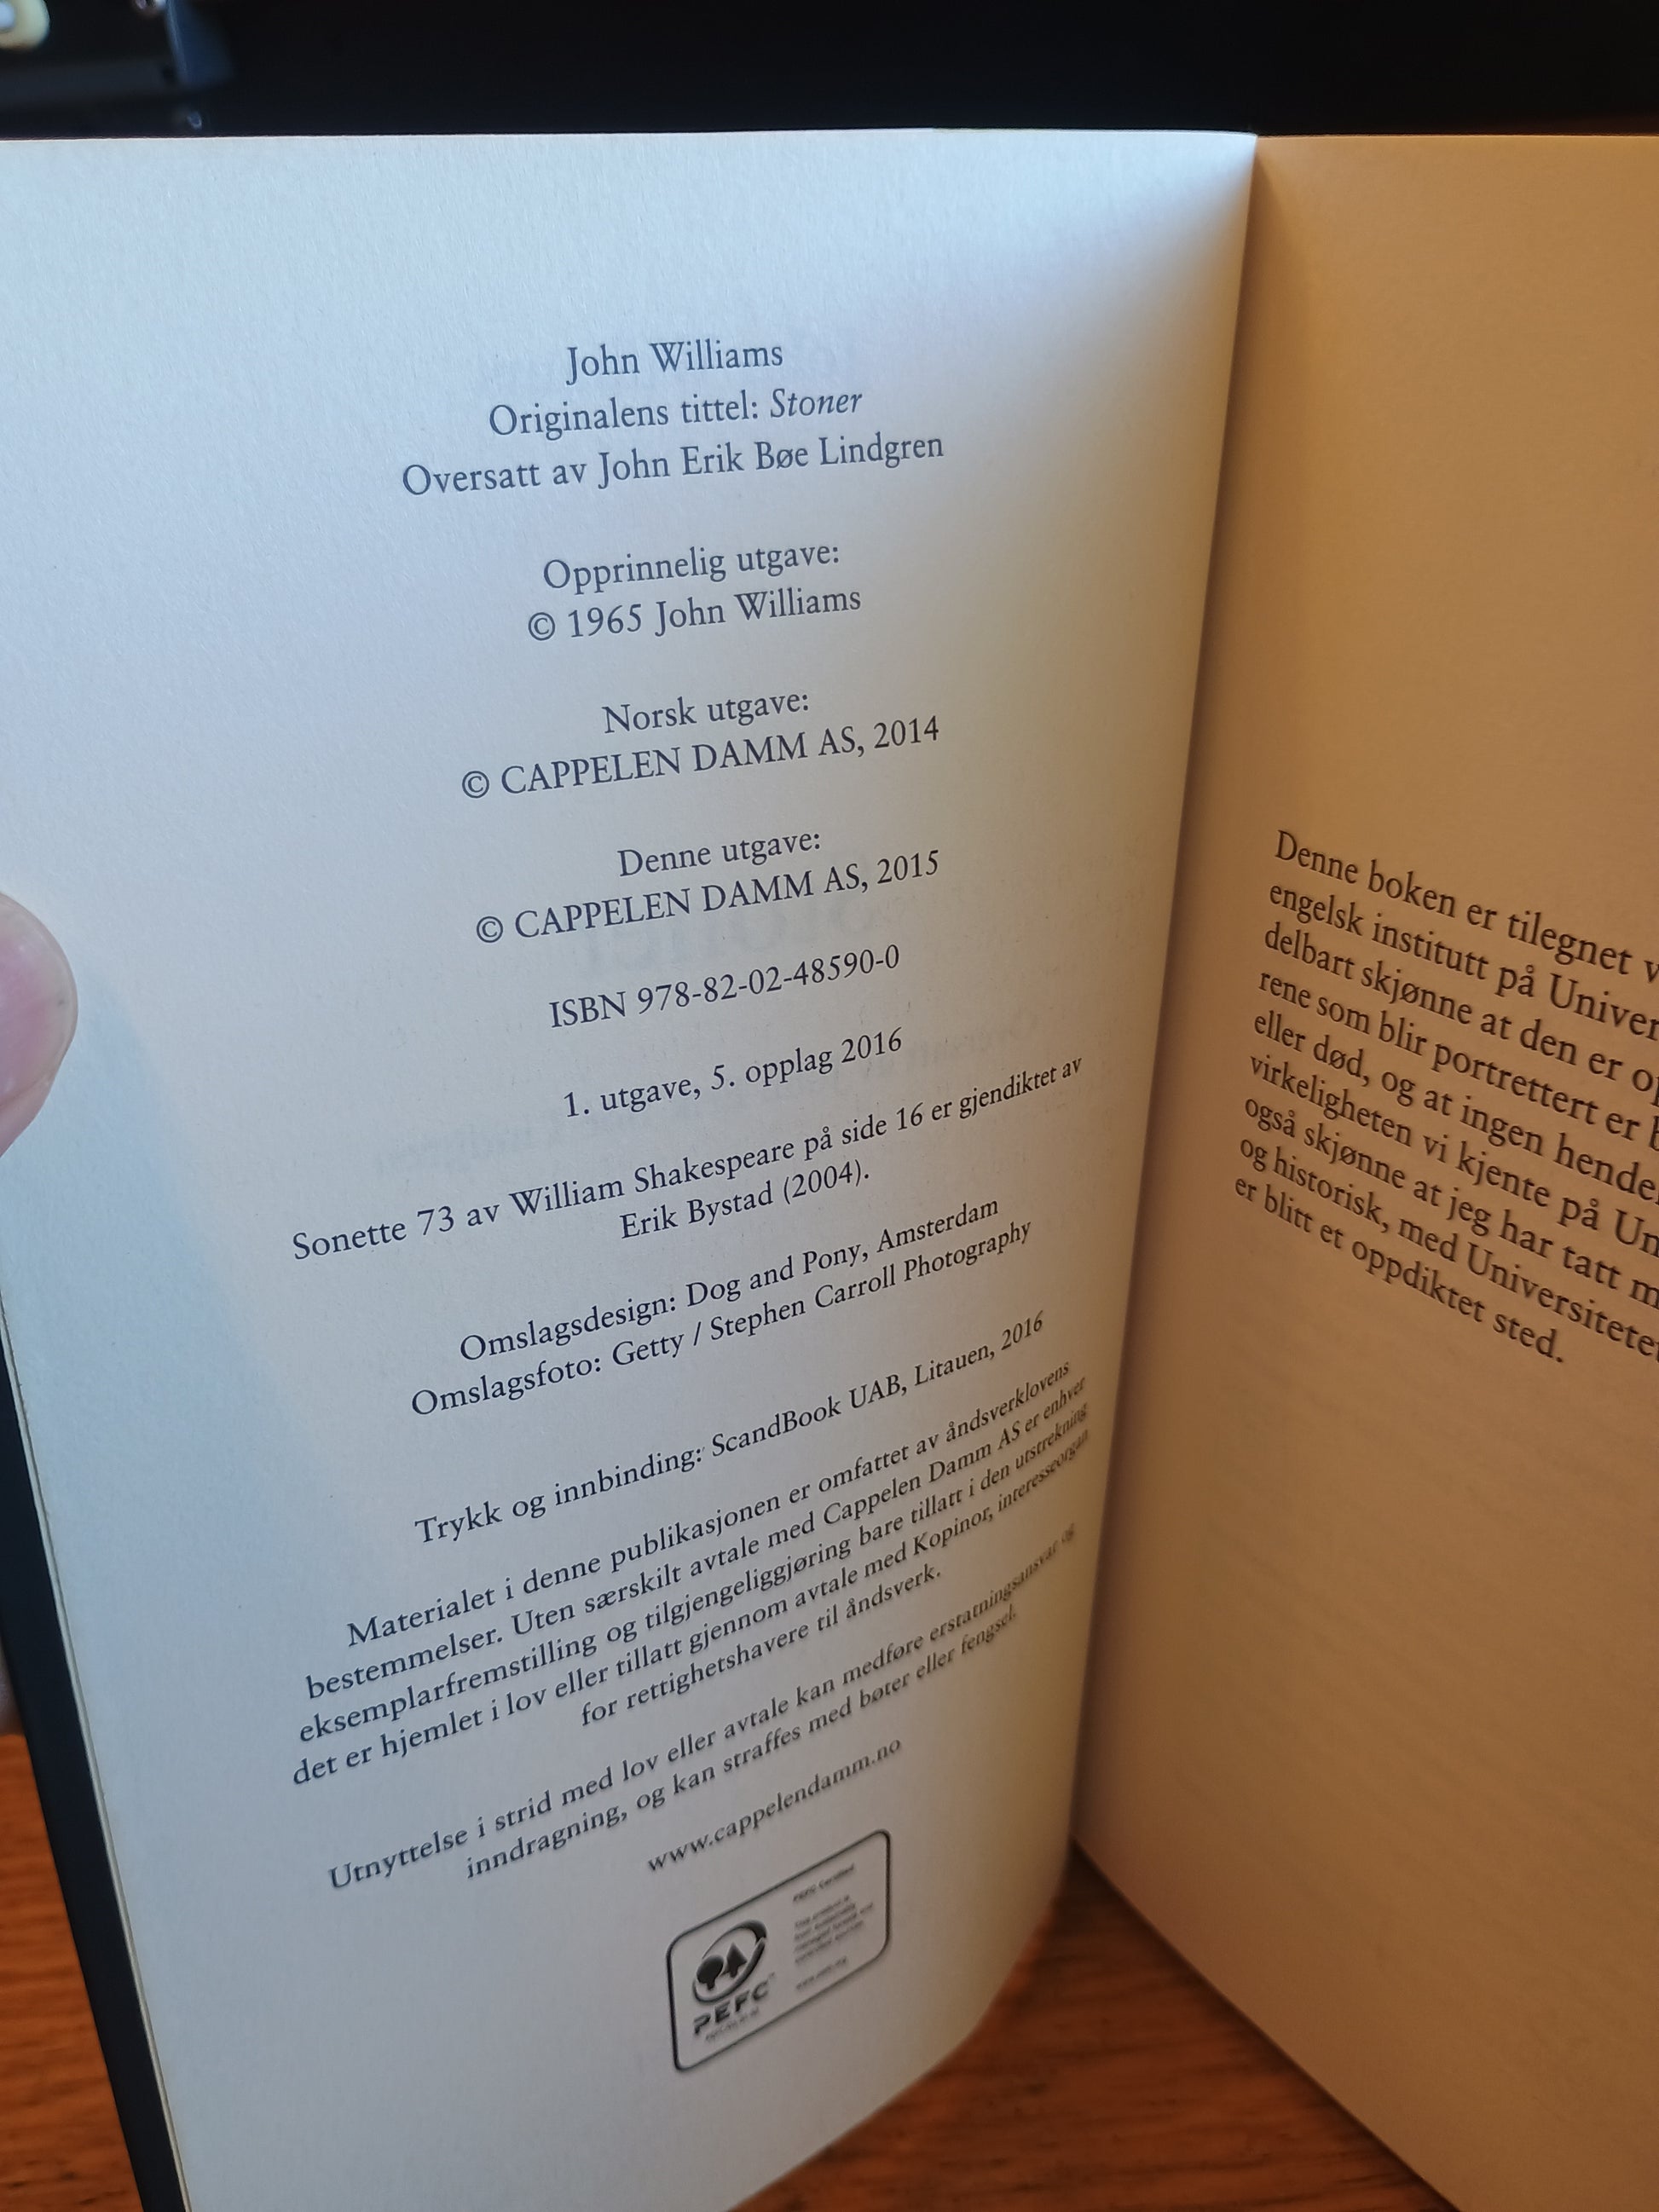 John Williams
Originalens tittel: Stoner
Oversatt av John Erik Bøe Lindgren
Opprinnelig utgave:
© 1965 John Williams
Norsk utgave:
© CAPPELEN DAMM AS, 2014
Denne utgave:
© CAPPELEN DAMM AS, 2015
ISBN 978-82-02-48590-0
1. utgave, 5. opplag 2016
Sonette 73 av William Shakespeare på side 16 er gjendiktet av
Erik Bystad (2004).
Omslagsdesign: Dog and Pony, Amsterdam
Omslagsfoto: Getty / Stephen Carroll Photography
Trykk og innbinding: ScandBook UAB, Litauen, 2016
Materialet i denne publikasjonen er omfattet av åndsverklovens
bestemmelser. Uten særskilt avtale med Cappelen Damm AS er enhver
eksemplarfremstilling og tilgjengeliggjøring bare tillatt i den utstrekning
det er hjemlet i lov eller tillatt gjennom avtale med Kopinor, interesseorgan
for rettighetshavere til åndsverk.
Utnyttelse i strid med lov eller avtale kan medføre erstatningsansvar og
inndragning, og kan straffes med bøter eller fengsel.
www.cappelendamm.no
PEFC
PEFC Certified
Denne boken er tilegnet
engelsk institutt på
delbart skjønne at den er
rene som blir portrettert er
eller død, og at ingen
virkeligheten vi kjente på
også skjønne at jeg har tatt
og historisk, med
er blitt et oppdiktet sted.